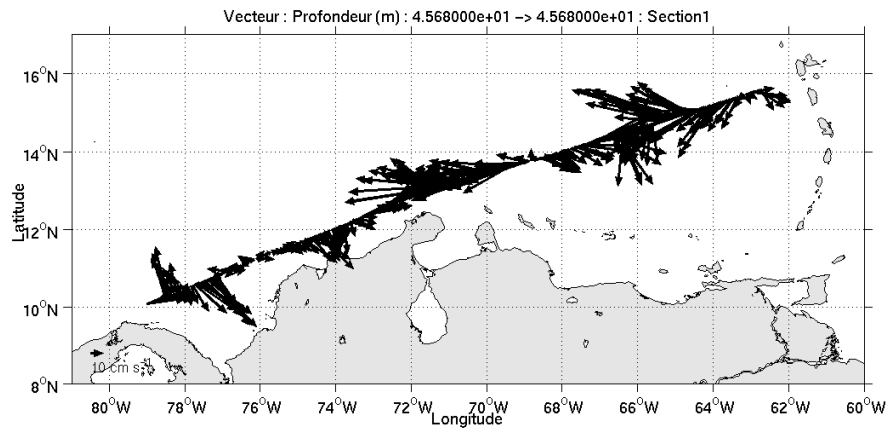 Vecteur : Profondeur (m) : 4.568000e+01 −> 4.568000e+01 : Section1
16°N
14°N
12°N
10°N
8°N
Latitude
10 cm s⁻¹
80°W 78°W 76°W 74°W 72°W 70°W 68°W 66°W 64°W 62°W 60°W
Longitude